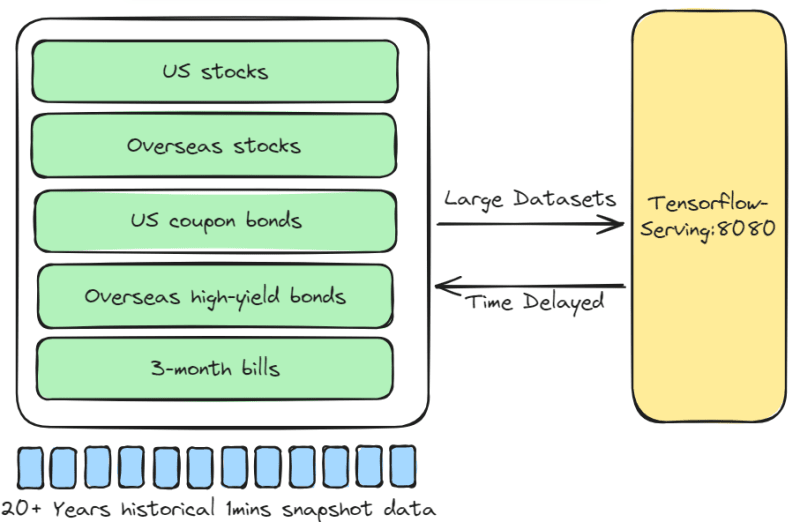 US stocks
Overseas stocks
US coupon bonds
Overseas high-yield bonds
3-month bills
Large Datasets
Time Delayed
Tensorflow-
Serving:8080
20+ Years historical 1mins snapshot data